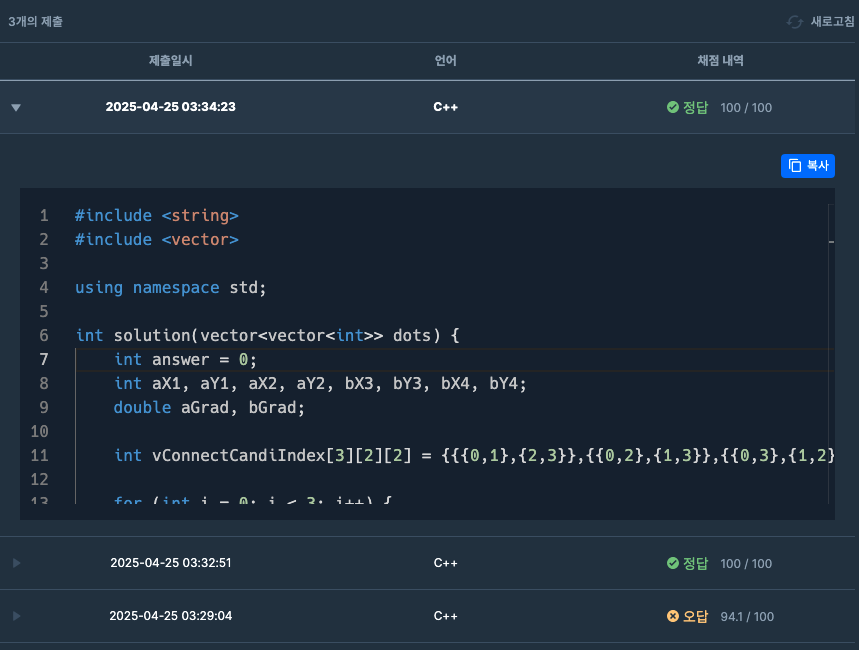 3개의 제출 새로고침
제출일시 언어 채점 내역
2025-04-25 03:34:23 C++ 정답 100 / 100
복사
1 #include <string>
2 #include <vector>
3
4 using namespace std;
5
6 int solution(vector<vector<int>> dots) {
7     int answer = 0;
8     int aX1, aY1, aX2, aY2, bX3, bY3, bX4, bY4;
9     double aGrad, bGrad;
10
11     int vConnectCandiIndex[3][2][2] = {{{0,1},{2,3}},{{0,2},{1,3}},{{0,3},{1,2}
12
13     for (int i = 0; i < 3; i++) {
2025-04-25 03:32:51 C++ 정답 100 / 100
2025-04-25 03:29:04 C++ 오답 94.1 / 100